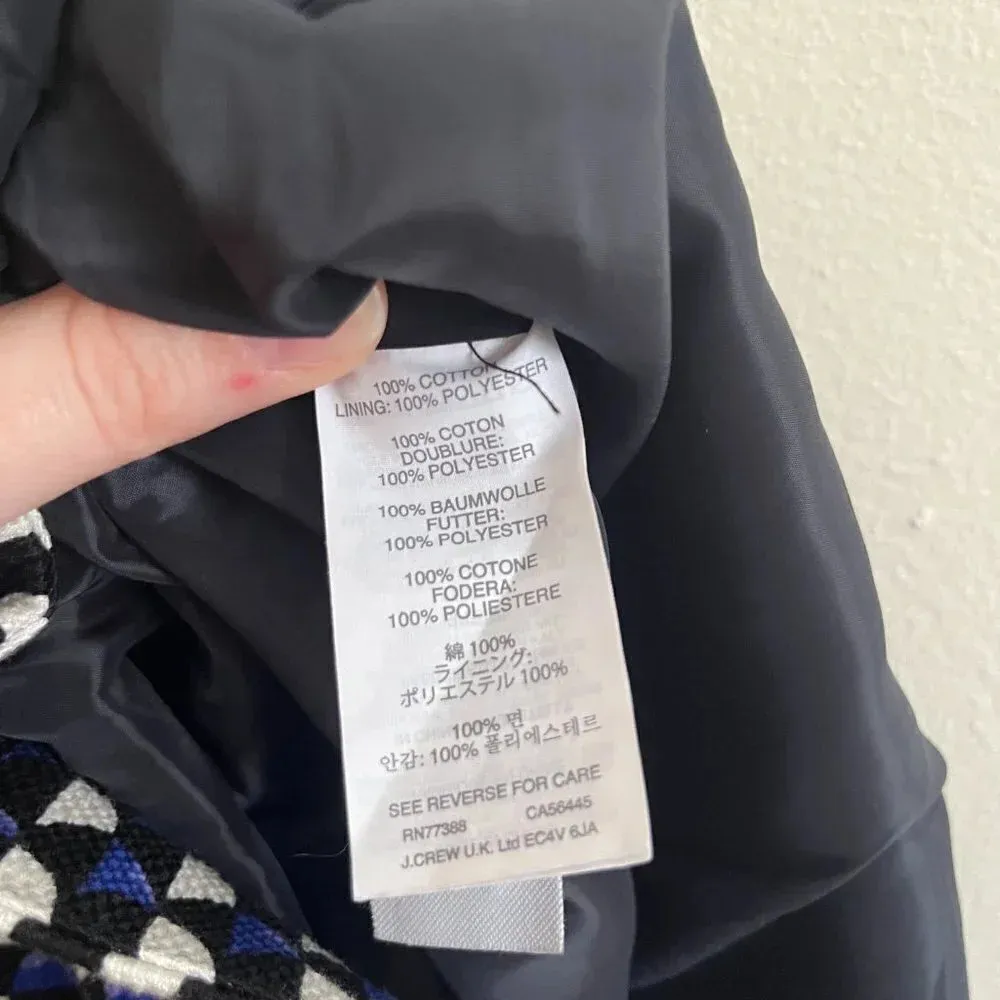 100% COTTON
LINING: 100% POLYESTER
100% COTON
DOUBLURE:
100% POLYESTER
100% BAUMWOLLE
FUTTER:
100% POLYESTER
100% COTONE
FODERA:
100% POLIESTERE
綿 100%
ライニング:
ポリエステル 100%
100% 면
안감: 100% 폴리에스테르
SEE REVERSE FOR CARE
RN77388 CA56445
J.CREW U.K. Ltd EC4V 6JA